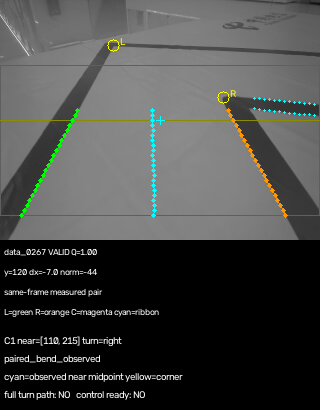 L
R
data_0267 VALID Q=1.00
y=120 dx=-7.0 norm=-44
same-frame measured pair
L=green R=orange C=magenta cyan=ribbon
C1 near=[110, 215] turn=right
paired_bend_observed
cyan=observed near midpoint yellow=corner
full turn path: NO control ready: NO